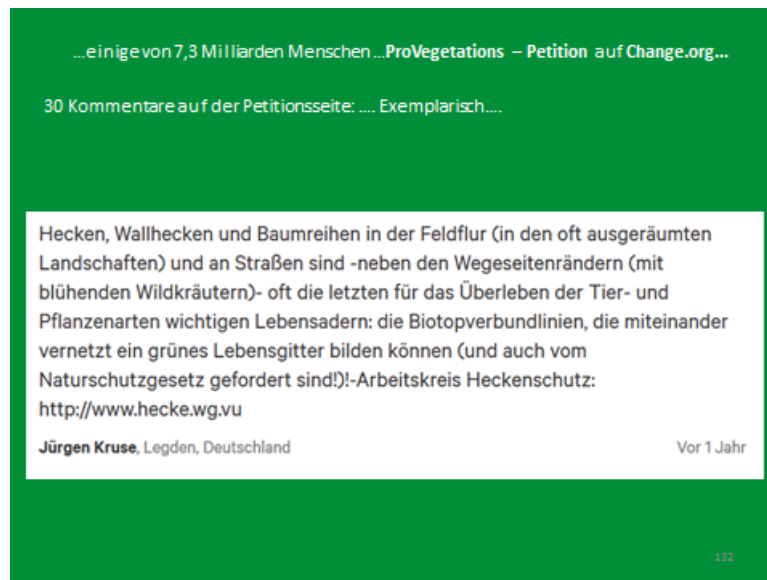 ...einige von 7,3 Milliarden Menschen ...ProVegetations – Petition auf Change.org...
30 Kommentare auf der Petitionsseite: .... Exemplarisch....
Hecken, Wallhecken und Baumreihen in der Feldflur (in den oft ausgeräumten
Landschaften) und an Straßen sind -neben den Wegeseitenrändern (mit
blühenden Wildkräutern)- oft die letzten für das Überleben der Tier- und
Pflanzenarten wichtigen Lebensadern: die Biotopverbundlinien, die miteinander
vernetzt ein grünes Lebensgitter bilden können (und auch vom
Naturschutzgesetz gefordert sind!)!-Arbeitskreis Heckenschutz:
http://www.hecke.wg.vu
Jürgen Kruse, Legden, Deutschland Vor 1 Jahr
132